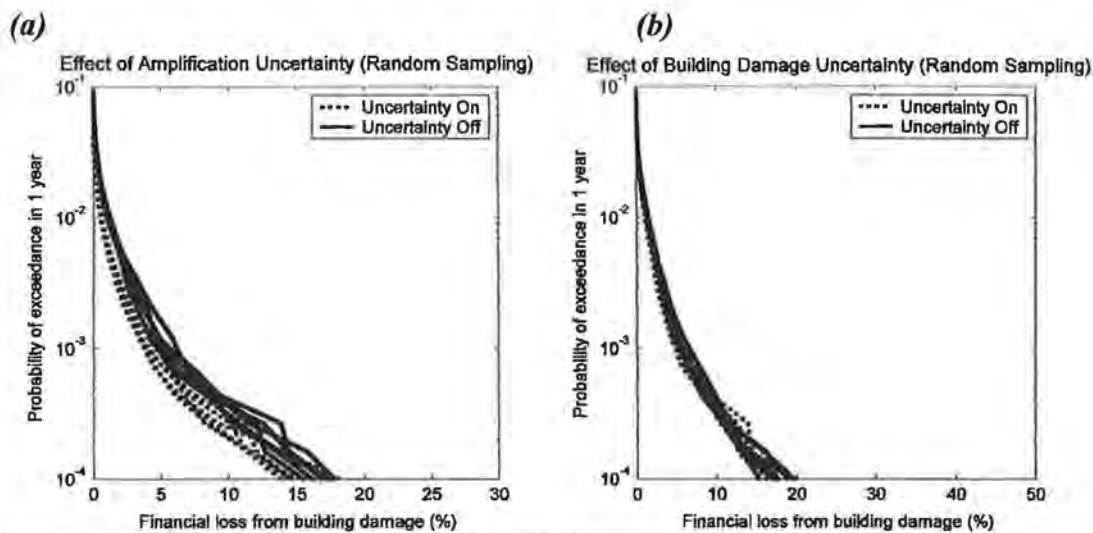 (a)
Effect of Amplification Uncertainty (Random Sampling)
Uncertainty On
Uncertainty Off
Probability of exceedance in 1 year
10-1
10-2
10-3
10-4
0 5 10 15 20 25 30
Financial loss from building damage (%)
(b)
Effect of Building Damage Uncertainty (Random Sampling)
Uncertainty On
Uncertainty Off
Probability of exceedance in 1 year
10-1
10-2
10-3
10-4
0 10 20 30 40 50
Financial loss from building damage (%)